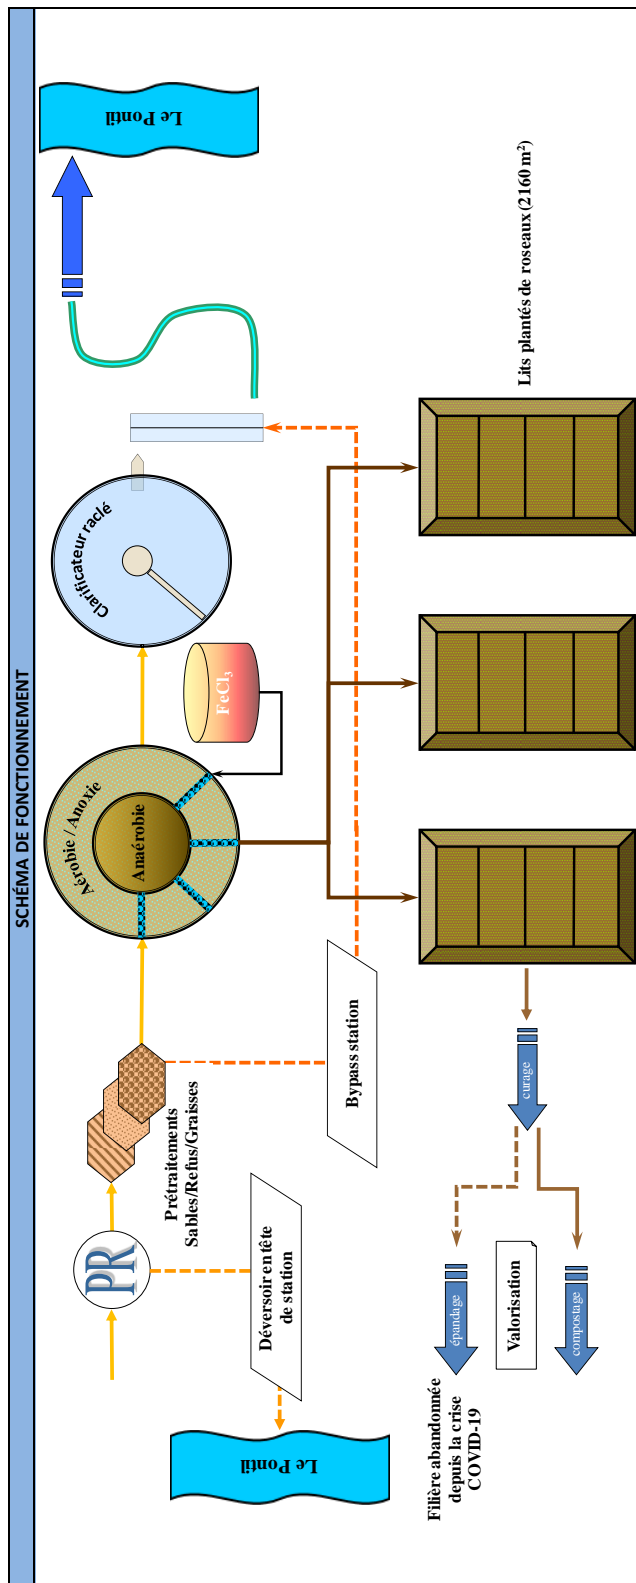 SCHÉMA DE FONCTIONNEMENT
PR
Prétraitements
Sables/Refus/Graisses
Aérobie / Anoxie
Anaérobie
Clarificateur raclé
FeCl₃
Le Pontil
Déversoir en tête
de station
Le Pontil
Bypass station
Lits plantés de roseaux (2160 m²)
curage
épandage
Valorisation
compostage
Filière abandonnée
depuis la crise
COVID-19